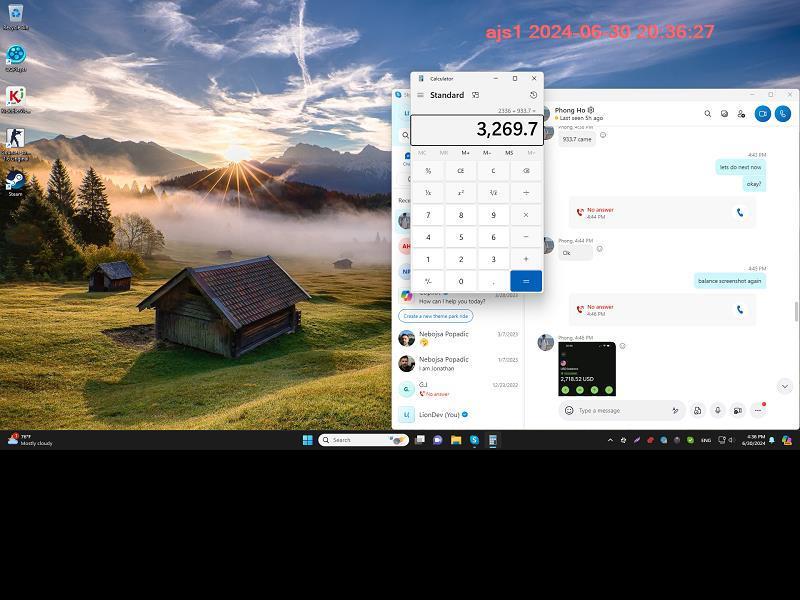 ajs1 2024-06-30 20:36:27
Recycle Bin
Steam
Calculator
Standard
2336 + 933.7 =
3,269.7
MC MR M+ M- MS
% CE C
7 8 9 ×
4 5 6 −
1 2 3 +
+/- 0 . =
Rece
How can I help you today?
3/28/2023
Create a new theme park ride
Nebojsa Popadic
3/7/2023
Nebojsa Popadic
1/7/2023
I am Jonathan
G.
GJ
12/23/2022
No answer
L(
LionDev (You)
Phong Ho
Last seen 5h ago
933.7 came
4:43 PM
lets do next now
okay?
No answer
4:44 PM
Phong, 4:44 PM
Ok
4:45 PM
balance screenshot again
No answer
4:46 PM
Phong, 4:46 PM
2,718.52 USD
Type a message
76°F
Mostly cloudy
Search
ENG
4:36 PM
6/30/2024